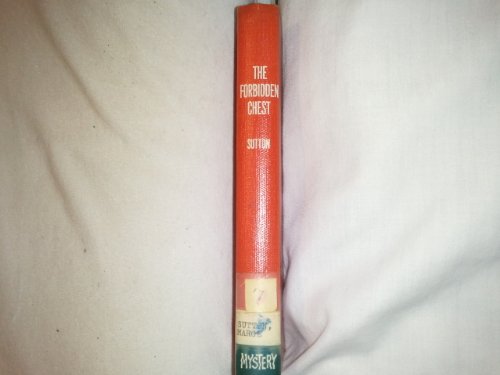 THE
FORBIDDEN
CHEST
SUTTON
7
MYSTERY